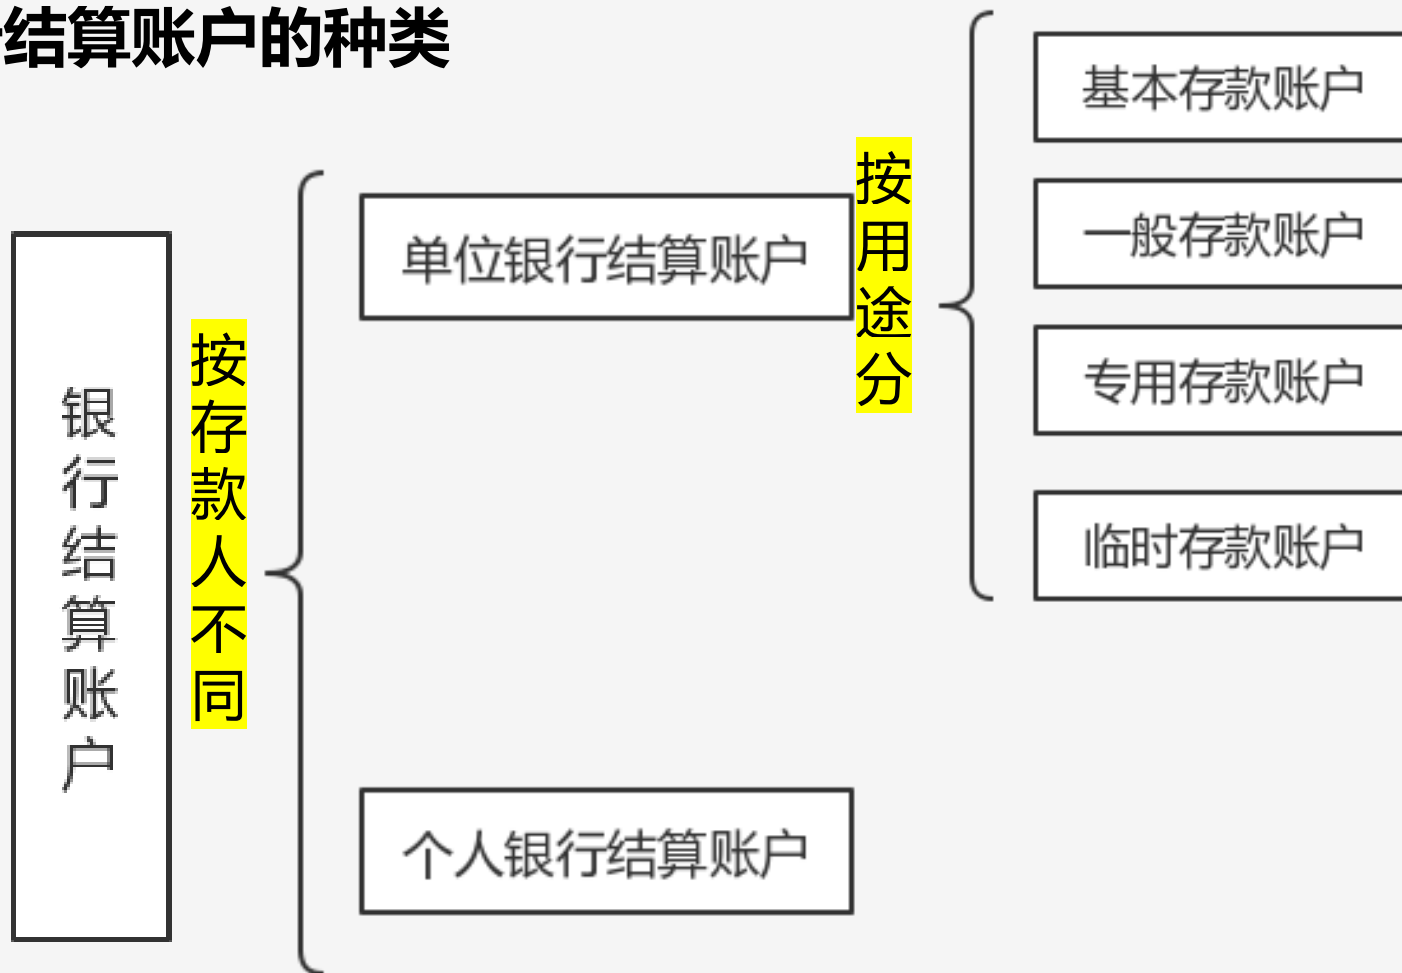 结算账户的种类
银行结算账户
按存款人不同
单位银行结算账户
个人银行结算账户
按用途分
基本存款账户
一般存款账户
专用存款账户
临时存款账户